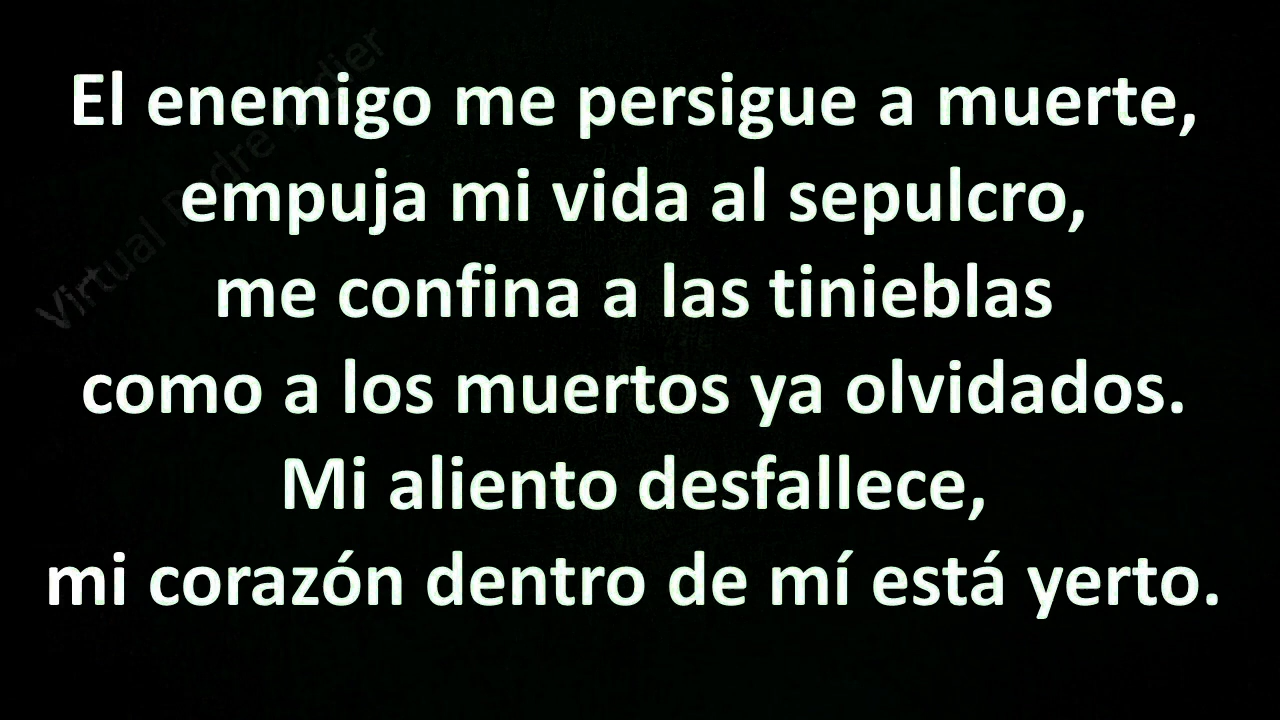 El enemigo me persigue a muerte,
empuja mi vida al sepulcro,
me confina a las tinieblas
como a los muertos ya olvidados.
Mi aliento desfallece,
mi corazón dentro de mí está yerto.
Virtual